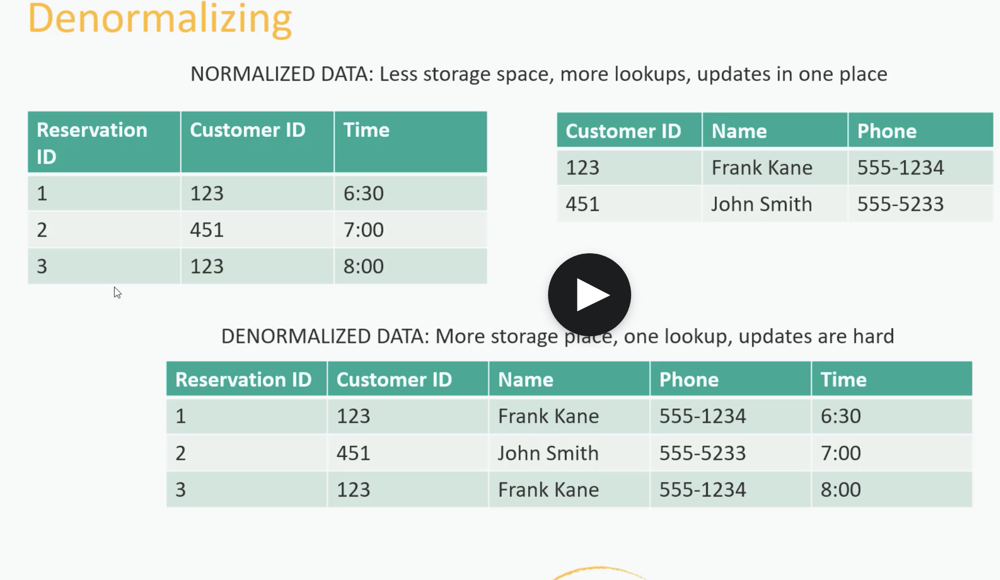 Denormalizing
NORMALIZED DATA: Less storage space, more lookups, updates in one place
Reservation ID Customer ID Time
1 123 6:30
2 451 7:00
3 123 8:00
Customer ID Name Phone
123 Frank Kane 555-1234
451 John Smith 555-5233
DENORMALIZED DATA: More storage place, one lookup, updates are hard
Reservation ID Customer ID Name Phone Time
1 123 Frank Kane 555-1234 6:30
2 451 John Smith 555-5233 7:00
3 123 Frank Kane 555-1234 8:00